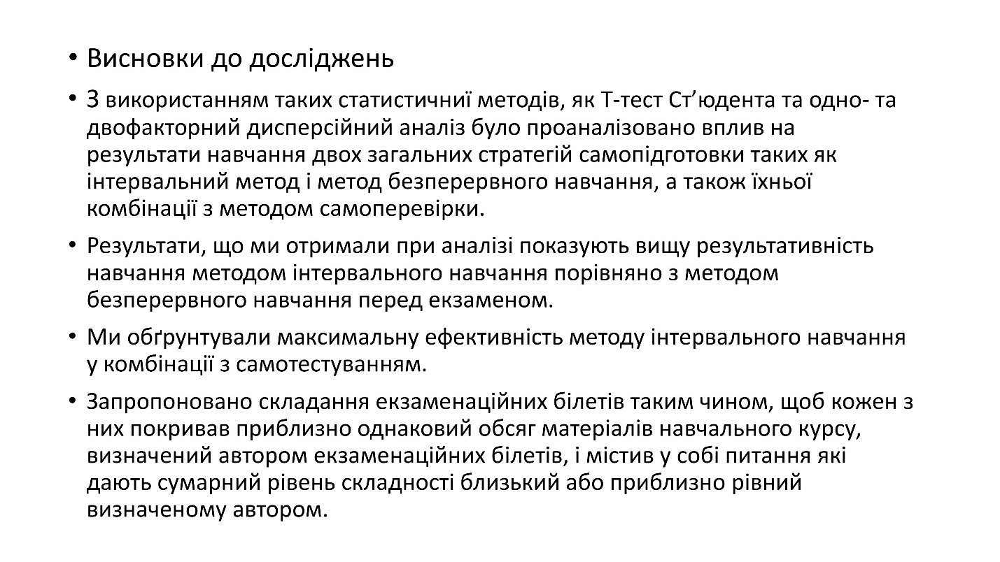 • Висновки до досліджень
• З використанням таких статистичниї методів, як Т-тест Ст’юдента та одно- та
двофакторний дисперсійний аналіз було проаналізовано вплив на
результати навчання двох загальних стратегій самопідготовки таких як
інтервальний метод і метод безперервного навчання, а також їхньої
комбінації з методом самоперевірки.
• Результати, що ми отримали при аналізі показують вищу результативність
навчання методом інтервального навчання порівняно з методом
безперервного навчання перед екзаменом.
• Ми обґрунтували максимальну ефективність методу інтервального навчання
у комбінації з самотестуванням.
• Запропоновано складання екзаменаційних білетів таким чином, щоб кожен з
них покривав приблизно однаковий обсяг матеріалів навчального курсу,
визначений автором екзаменаційних білетів, і містив у собі питання які
дають сумарний рівень складності близький або приблизно рівний
визначеному автором.